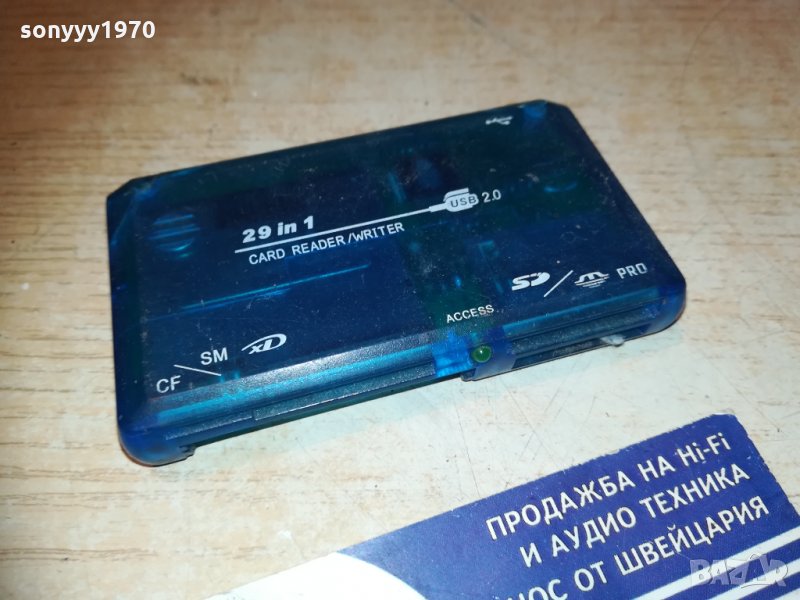 sonyyy1970
29 in 1
USB 2.0
CARD READER/WRITER
SD PRO
ACCESS
SM xD
CF
ПРОДАЖБА НА Hi-Fi
И АУДИО ТЕХНИКА
ОТ ШВЕЙЦАРИЯ
BAZAR